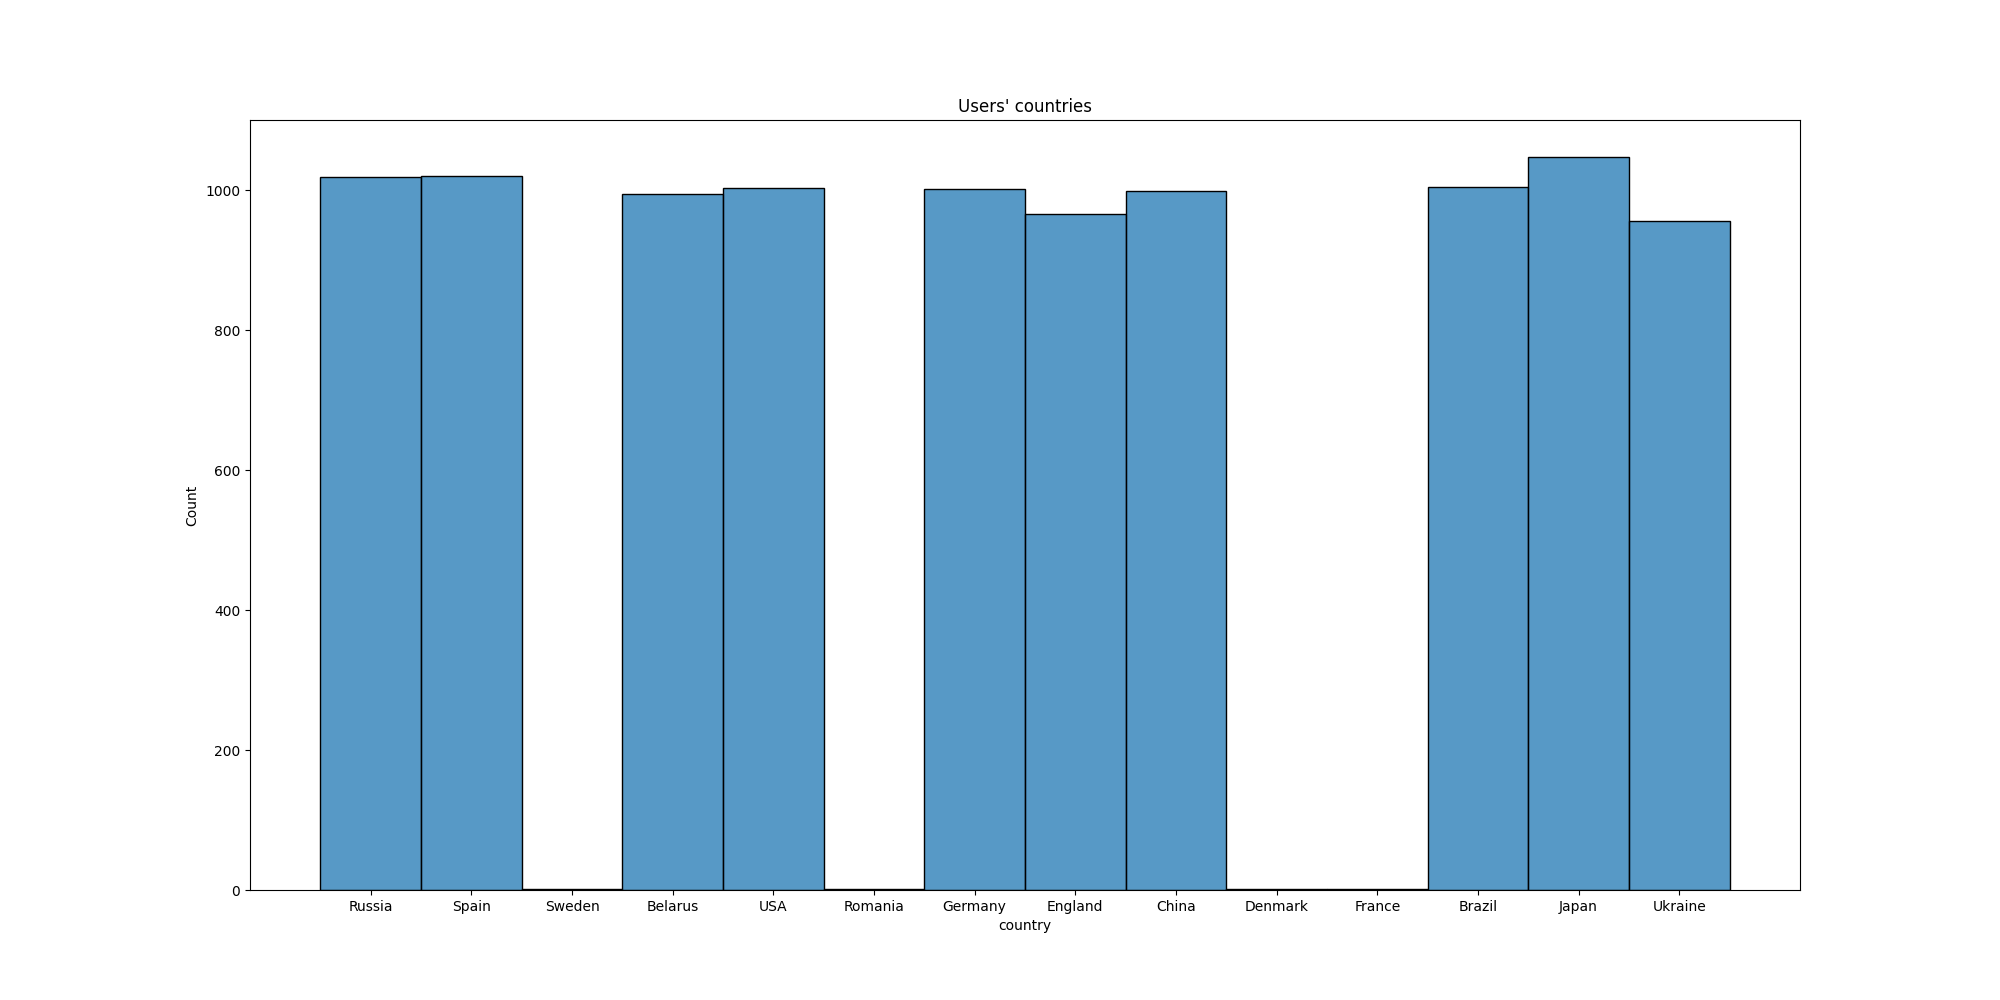 Users' countries
1000
800
600
400
200
0
Count
Russia Spain Sweden Belarus USA Romania Germany England China Denmark France Brazil Japan Ukraine
country